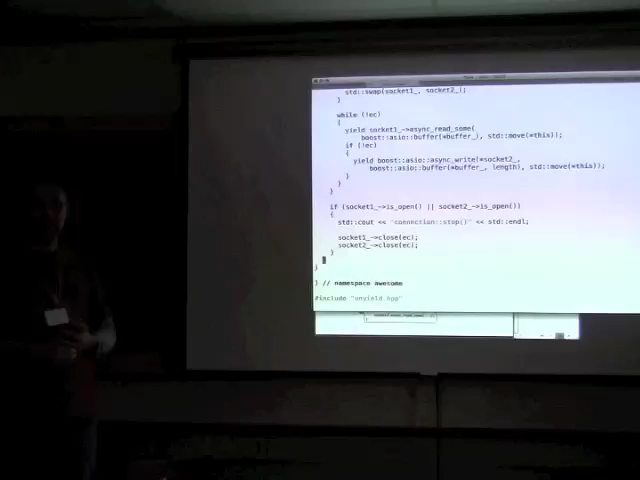 std::swap(socket1_, socket2_);
}
while (!ec)
{
yield socket1_->async_read_some(
boost::asio::buffer(*buffer_), std::move(*this));
if (!ec)
{
yield boost::asio::async_write(*socket2_,
boost::asio::buffer(*buffer_, length), std::move(*this));
}
}
}
if (socket1_->is_open() || socket2_->is_open())
{
std::cout << "connection::stop()" << std::endl;
socket1_->close(ec);
socket2_->close(ec);
}
}
} // namespace awesome
#include "unyield.hpp"